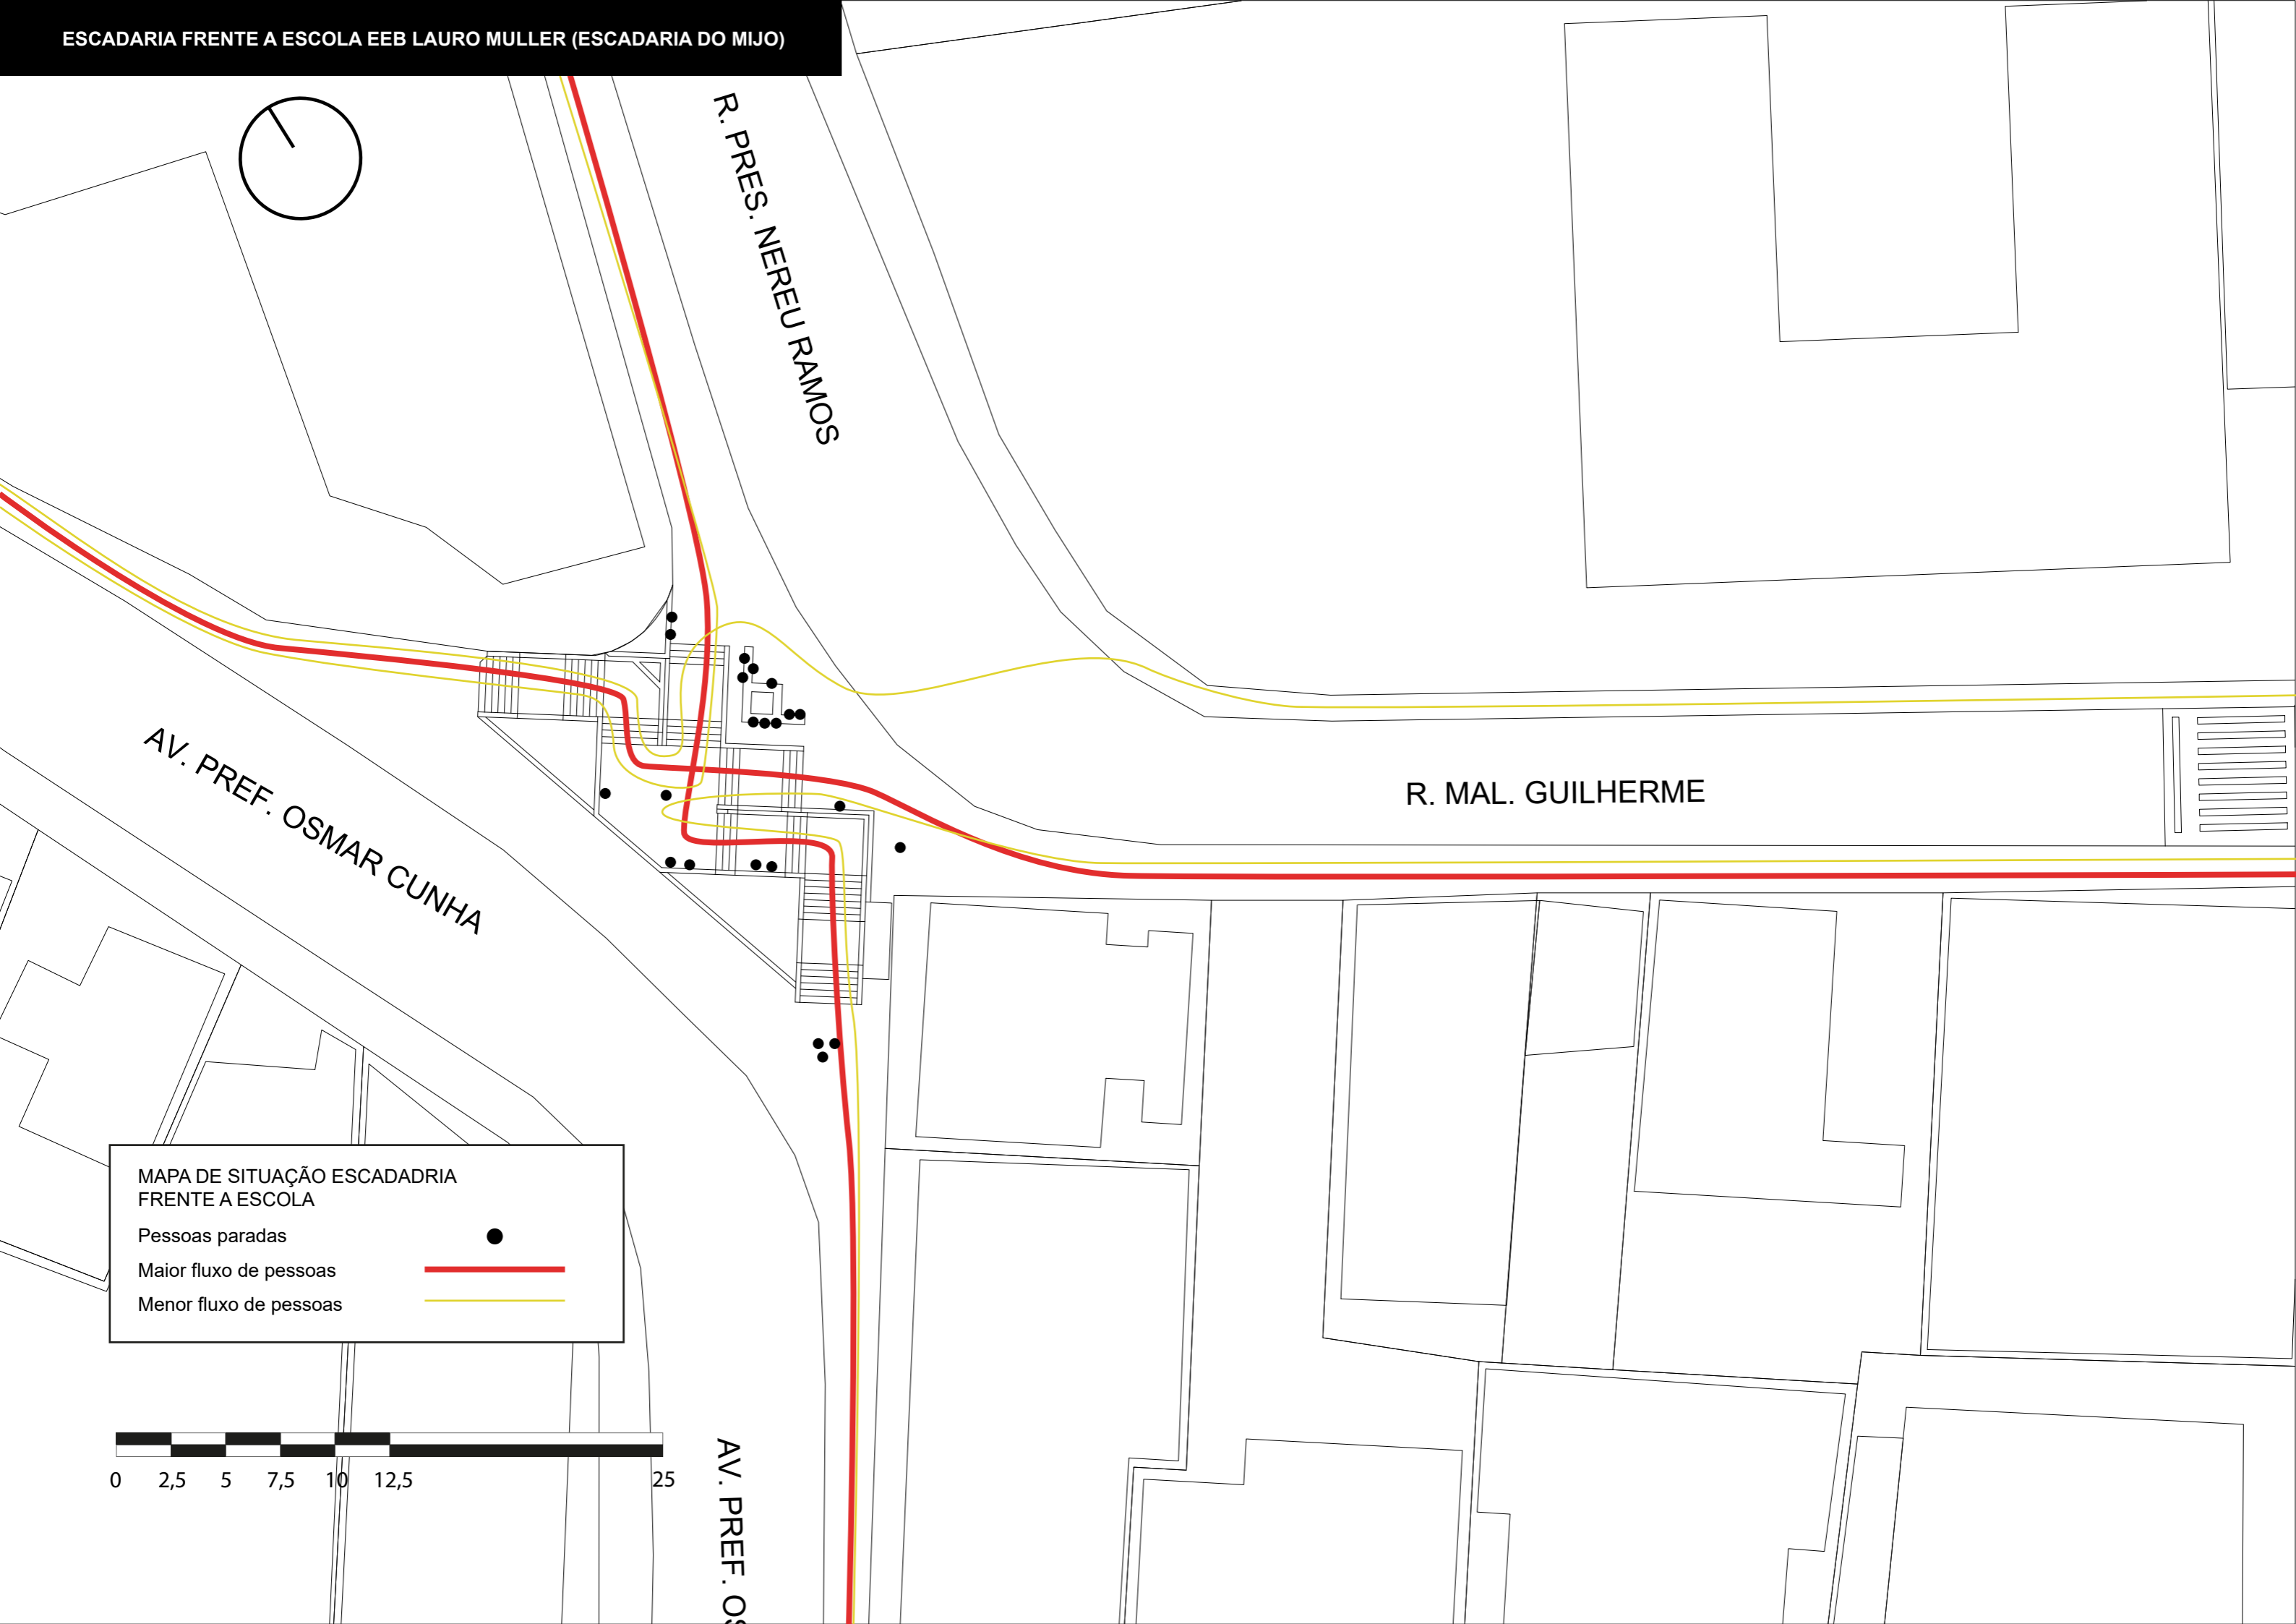 ESCADARIA FRENTE A ESCOLA EEB LAURO MULLER (ESCADARIA DO MIJO)
R. PRES. NEREU RAMOS
AV. PREF. OSMAR CUNHA
R. MAL. GUILHERME
MAPA DE SITUAÇÃO ESCADADRIA
FRENTE A ESCOLA
Pessoas paradas
Maior fluxo de pessoas
Menor fluxo de pessoas
0 2,5 5 7,5 10 12,5 25
AV. PREF. OS